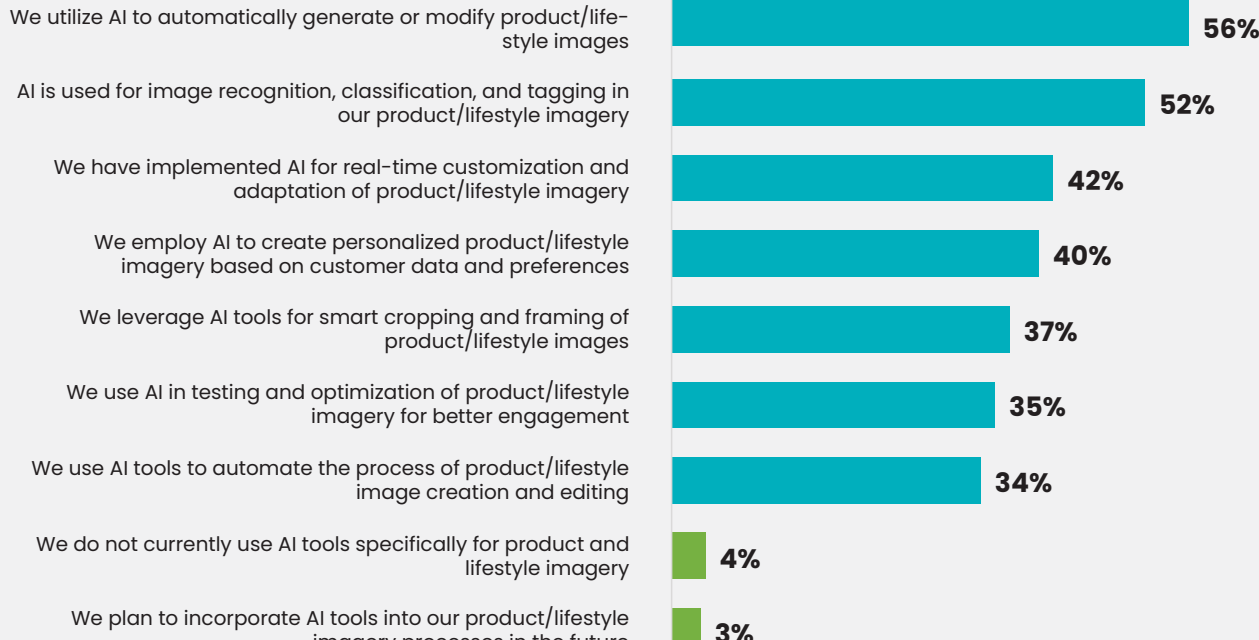 We utilize AI to automatically generate or modify product/life-
style images
56%
AI is used for image recognition, classification, and tagging in
our product/lifestyle imagery
52%
We have implemented AI for real-time customization and
adaptation of product/lifestyle imagery
42%
We employ AI to create personalized product/lifestyle
imagery based on customer data and preferences
40%
We leverage AI tools for smart cropping and framing of
product/lifestyle images
37%
We use AI in testing and optimization of product/lifestyle
imagery for better engagement
35%
We use AI tools to automate the process of product/lifestyle
image creation and editing
34%
We do not currently use AI tools specifically for product and
lifestyle imagery
4%
We plan to incorporate AI tools into our product/lifestyle
imagery processes in the future
3%